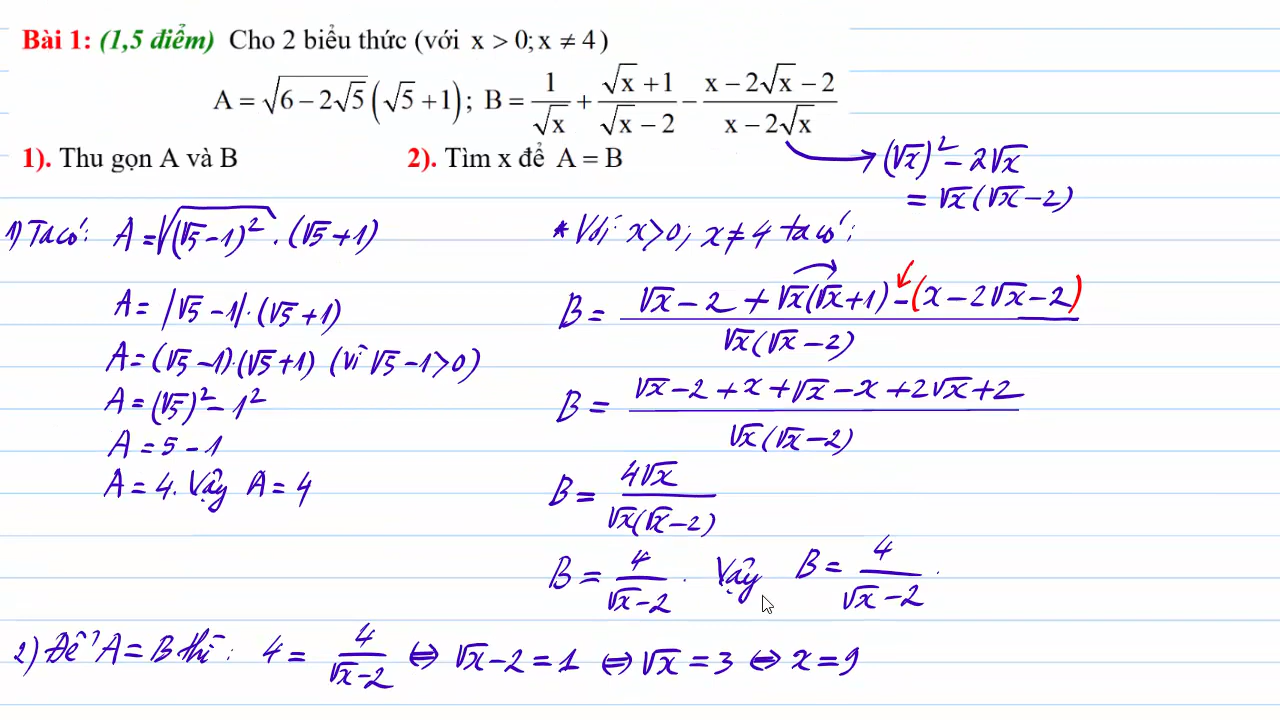 Bài 1: (1,5 điểm) Cho 2 biểu thức (với x > 0; x ≠ 4)
A = √(6 − 2√5) (√5 + 1); B = 1/√x + (√x + 1)/(√x − 2) − (x − 2√x − 2)/(x − 2√x)
1). Thu gọn A và B 2). Tìm x để A = B
→ (√x)² − 2√x
= √x(√x − 2)
1) Ta có: A = √((√5 − 1)²) . (√5 + 1)
A = |√5 − 1| . (√5 + 1)
A = (√5 − 1).(√5 + 1) (Vì √5 − 1 > 0)
A = (√5)² − 1²
A = 5 − 1
A = 4. Vậy A = 4
* Với x > 0; x ≠ 4 ta có:
B = (√x − 2 + √x(√x + 1) − (x − 2√x − 2))/(√x(√x − 2))
B = (√x − 2 + x + √x − x + 2√x + 2)/(√x(√x − 2))
B = 4√x/(√x(√x − 2))
B = 4/(√x − 2) . Vậy B = 4/(√x − 2) .
2) Để A = B thì: 4 = 4/(√x − 2) ⇔ √x − 2 = 1 ⇔ √x = 3 ⇔ x = 9